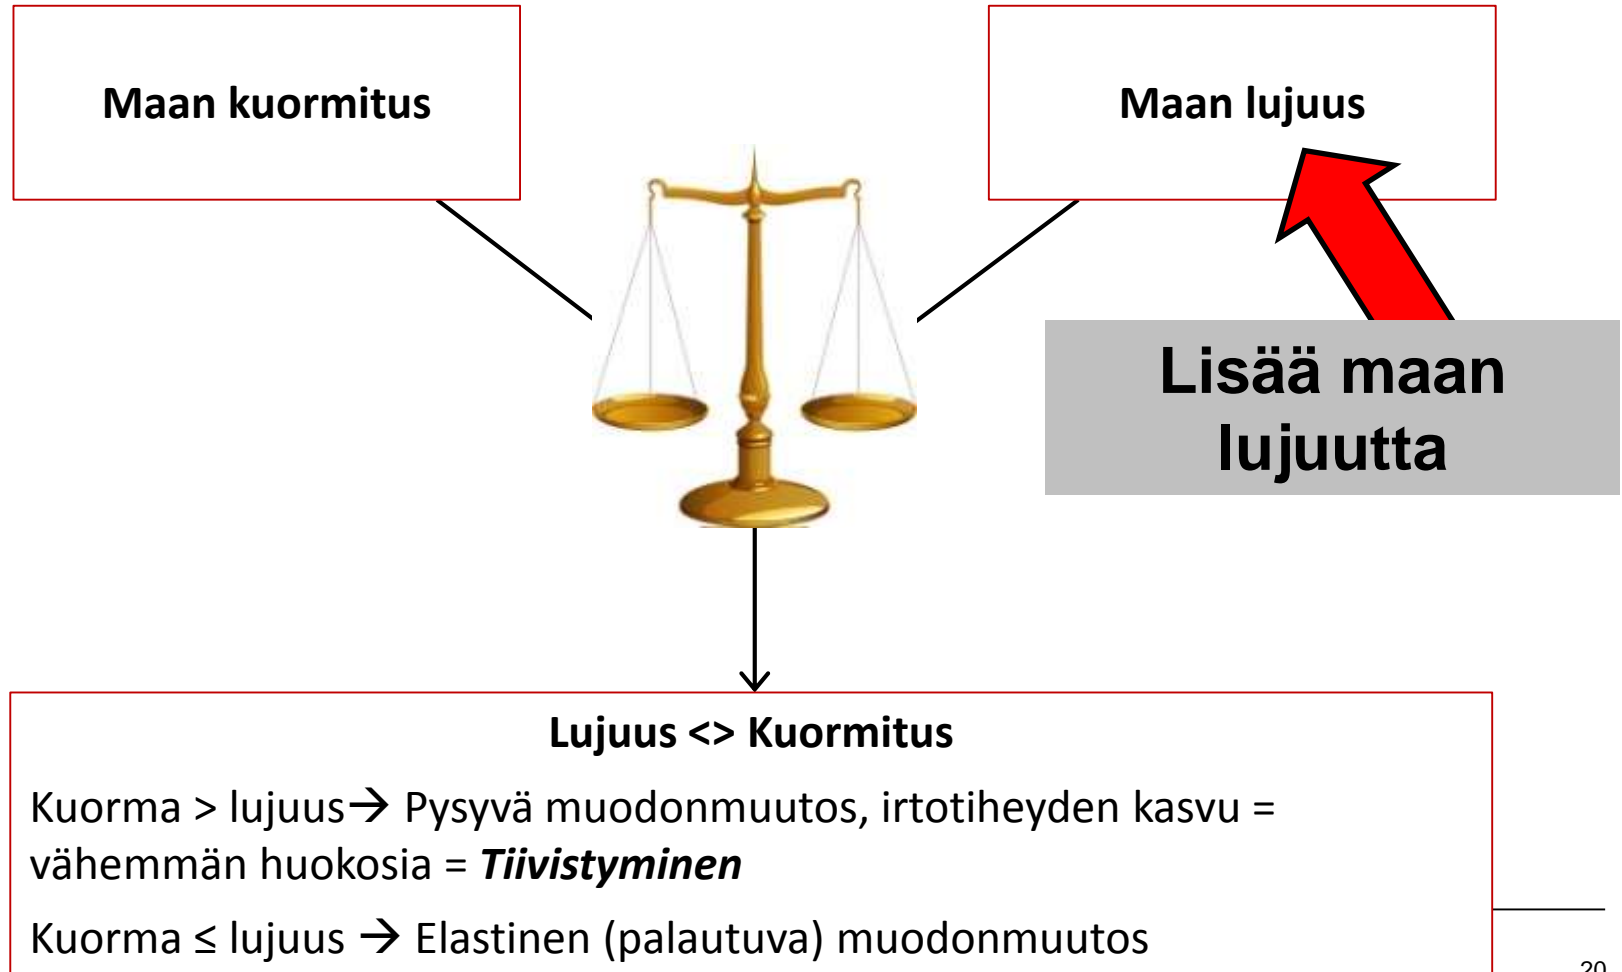 Maan kuormitus
Maan lujuus
Lisää maan
lujuutta
Lujuus <> Kuormitus
Kuorma > lujuus→ Pysyvä muodonmuutos, irtotiheyden kasvu =
vähemmän huokosia = Tiivistyminen
Kuorma ≤ lujuus → Elastinen (palautuva) muodonmuutos
20